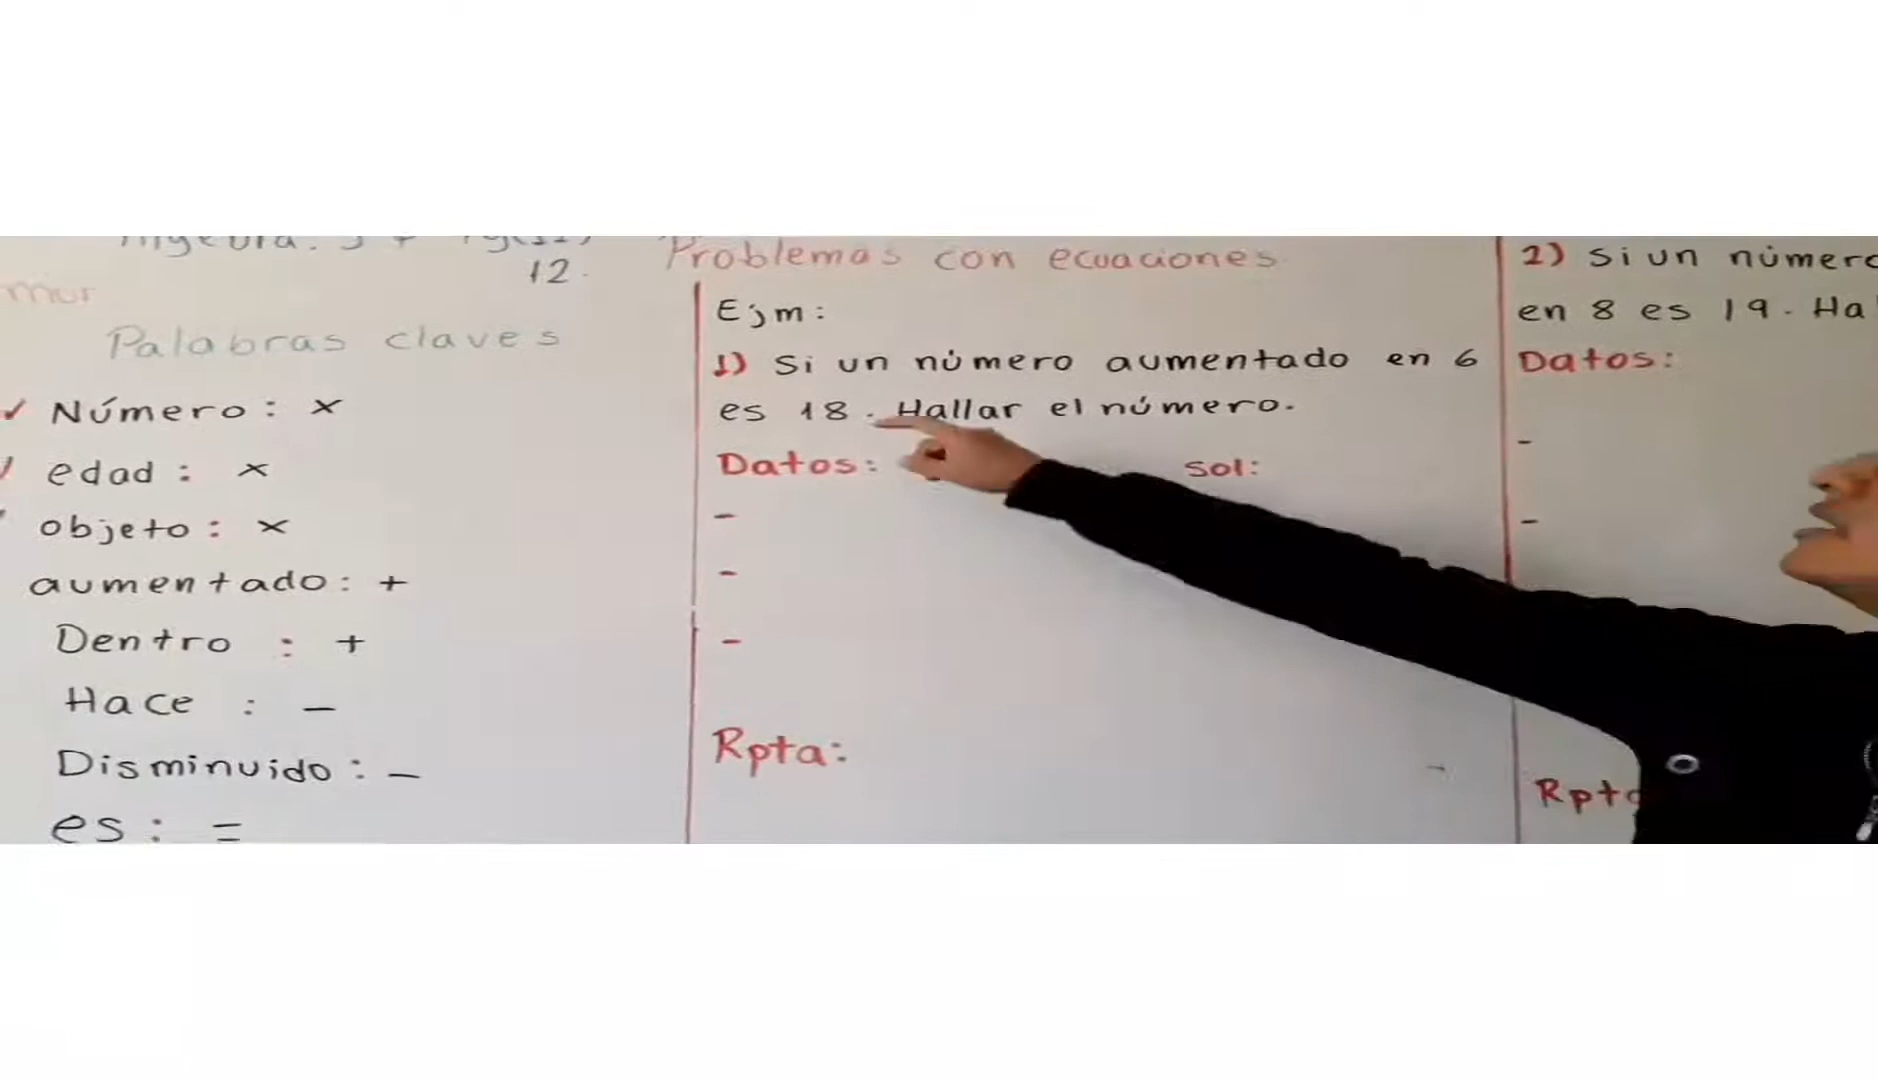 12.
Palabras claves
✓ Número: x
edad: x
objeto: x
aumentado: +
Dentro : +
Hace : -
Disminuido: -
es: =
Problemas con ecuaciones
Ejm:
1) Si un número aumentado en 6
es 18. Hallar el número.
Datos:
sol:
-
-
-
Rpta:
2) Si un número
en 8 es 19. Ha
Datos:
-
-